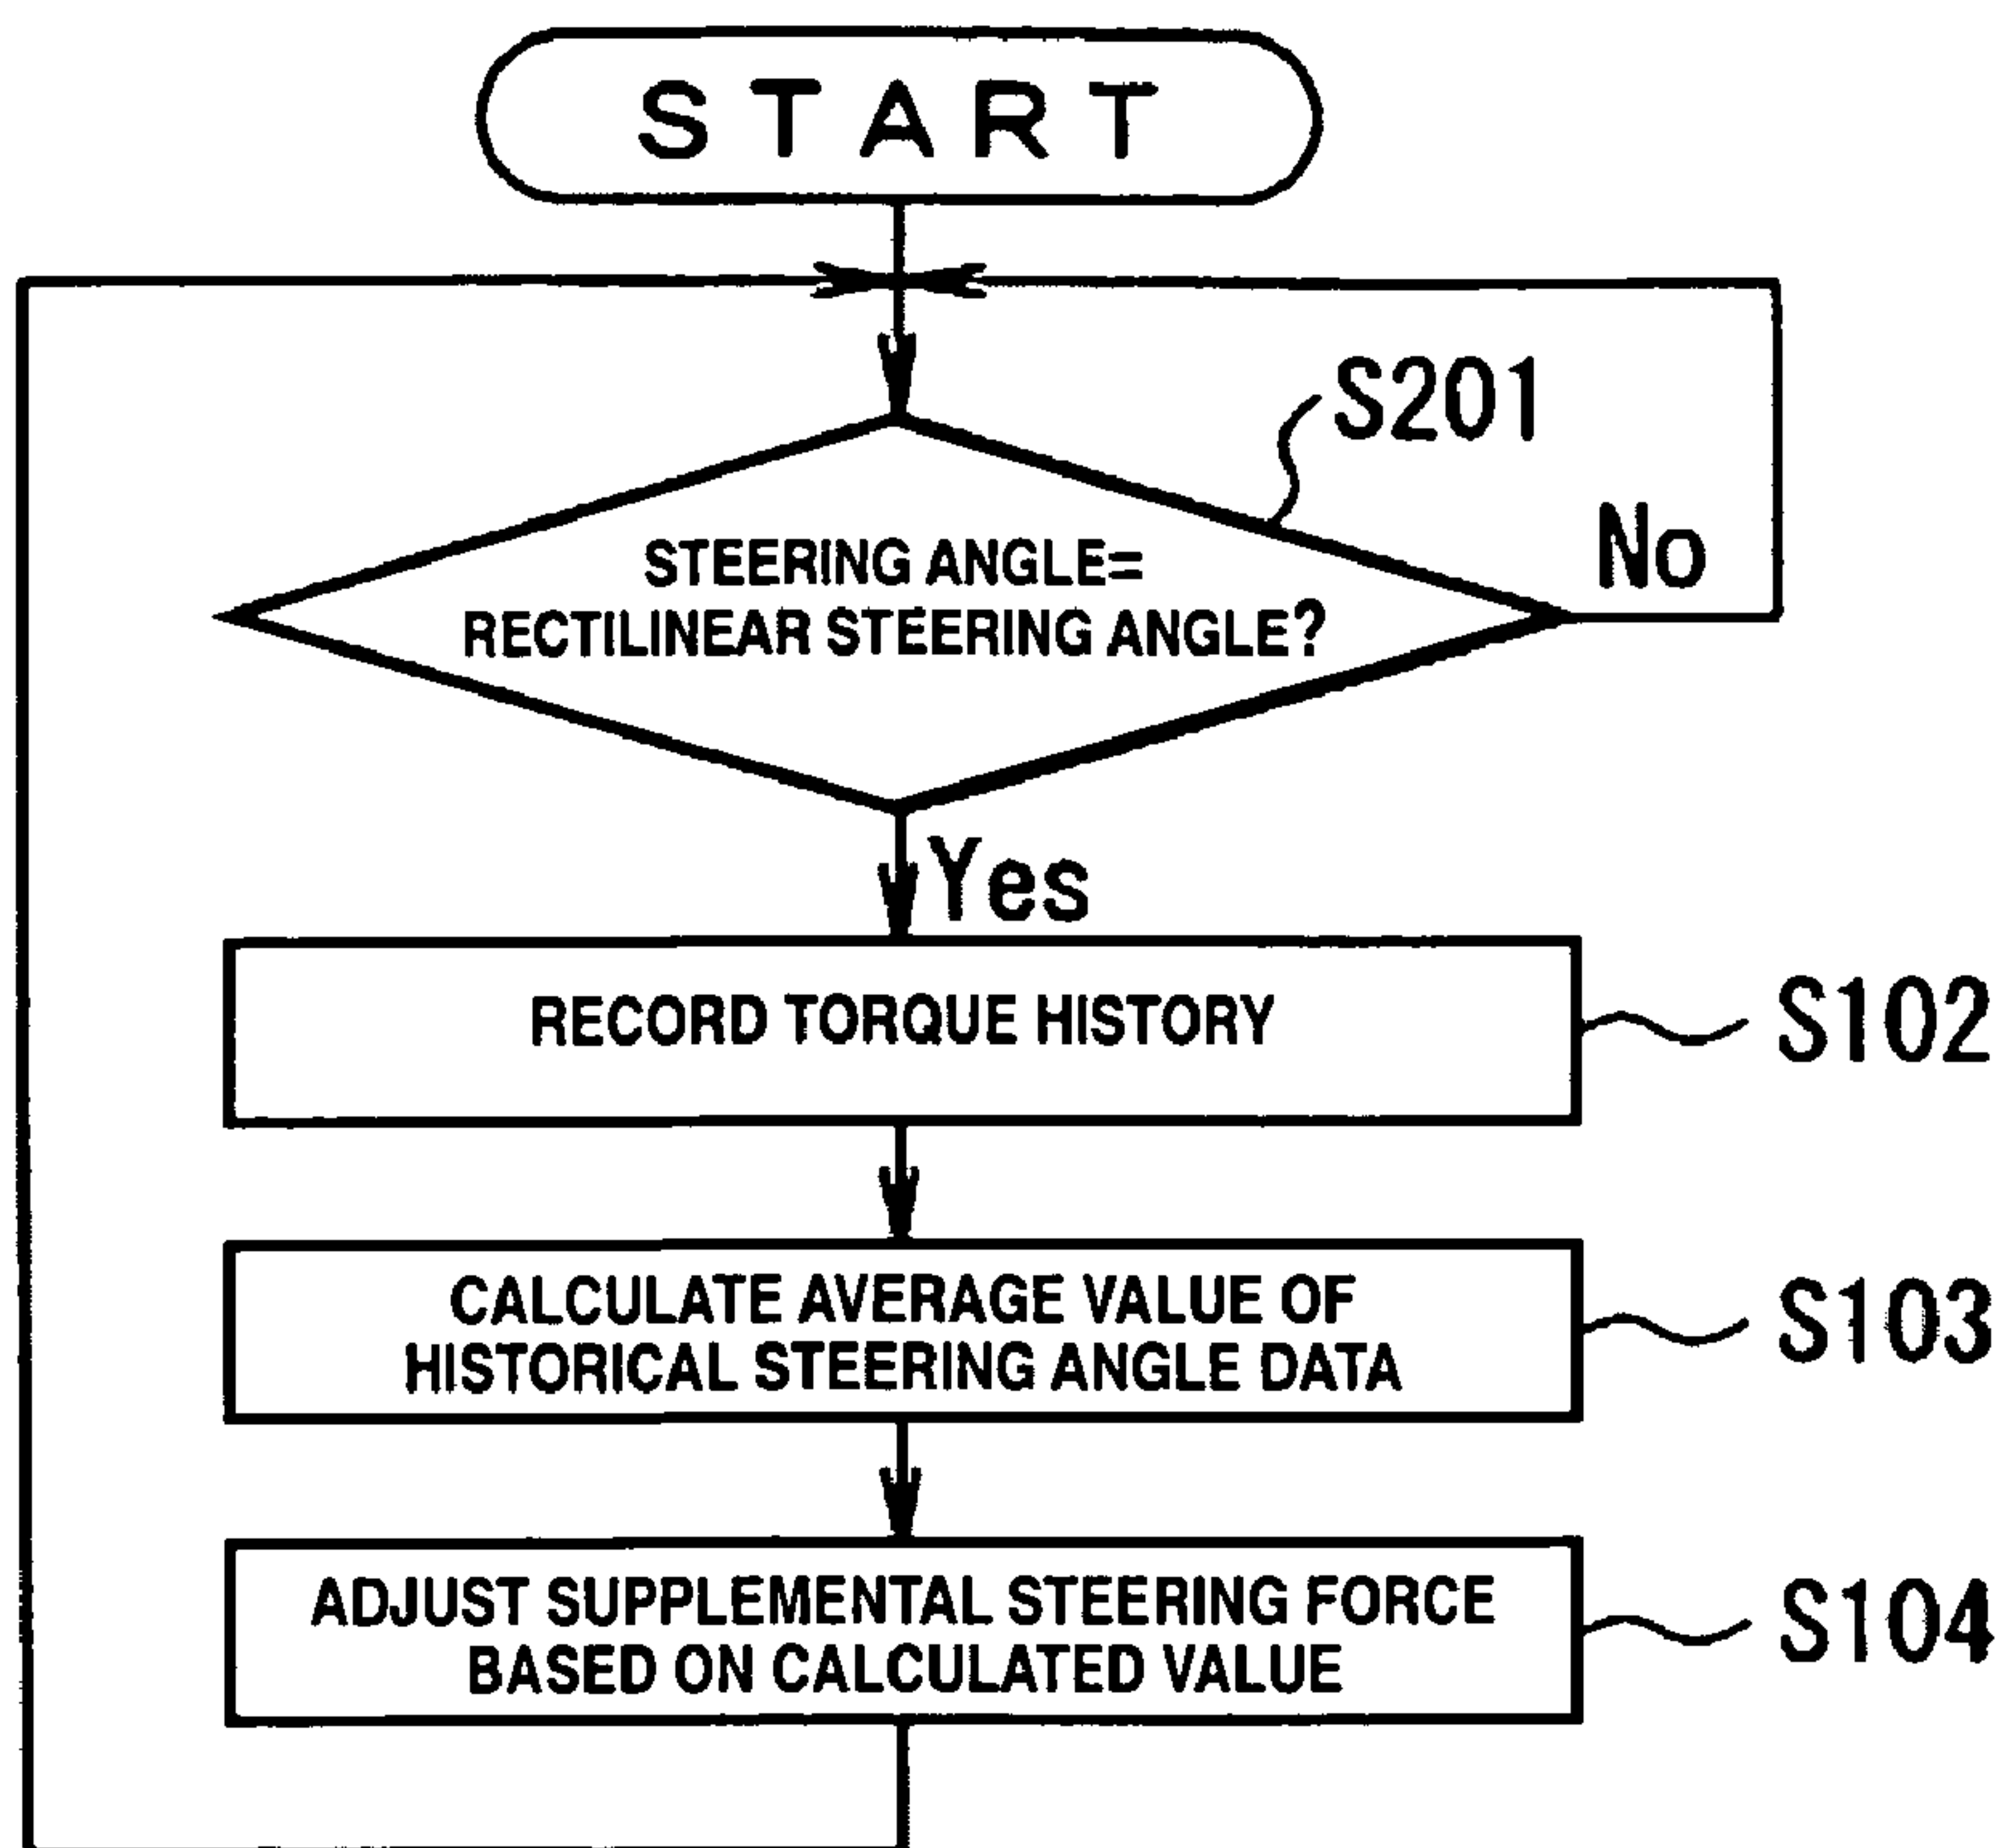 START
S201
STEERING ANGLE=
RECTILINEAR STEERING ANGLE?
No
Yes
RECORD TORQUE HISTORY
S102
CALCULATE AVERAGE VALUE OF
HISTORICAL STEERING ANGLE DATA
S103
ADJUST SUPPLEMENTAL STEERING FORCE
BASED ON CALCULATED VALUE
S104